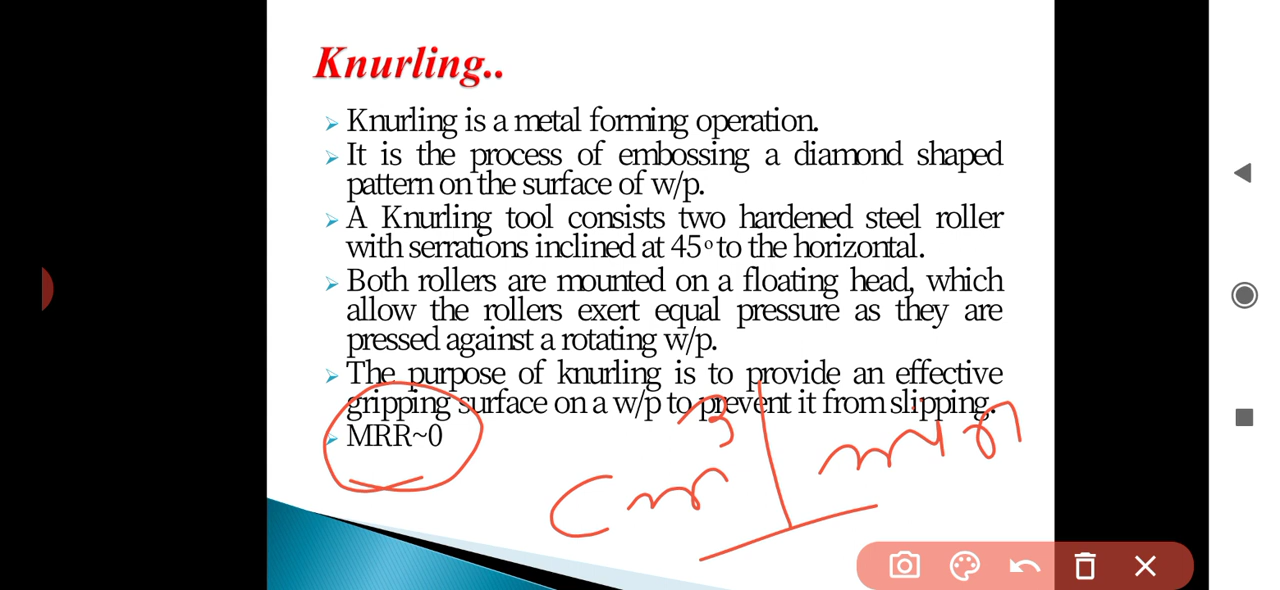 Knurling..
➢ Knurling is a metal forming operation.
➢ It is the process of embossing a diamond shaped
pattern on the surface of w/p.
➢ A Knurling tool consists two hardened steel roller
with serrations inclined at 45° to the horizontal.
➢ Both rollers are mounted on a floating head, which
allow the rollers exert equal pressure as they are
pressed against a rotating w/p.
➢ The purpose of knurling is to provide an effective
gripping surface on a w/p to prevent it from slipping.
➢ MRR~0
cm³/min